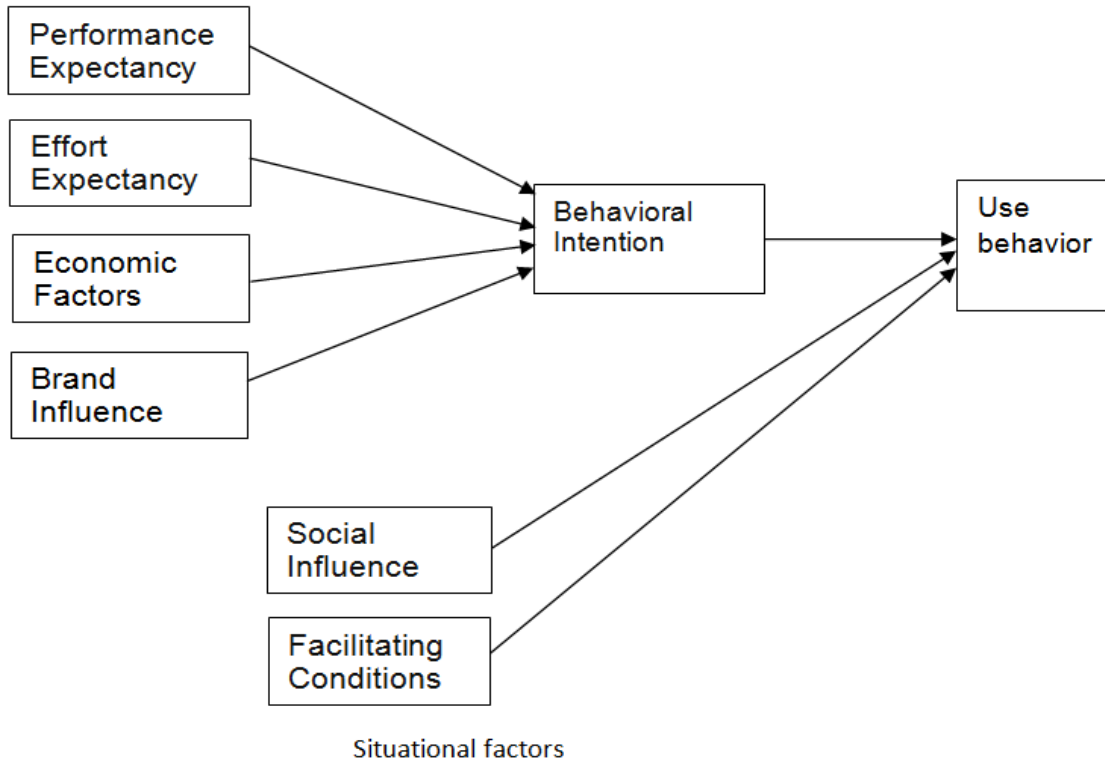 Performance
Expectancy
Effort
Expectancy
Economic
Factors
Brand
Influence
Behavioral
Intention
Use
behavior
Social
Influence
Facilitating
Conditions
Situational factors